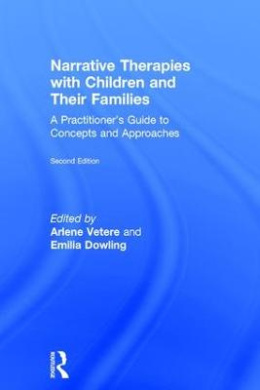 Narrative Therapies
with Children and
Their Families
A Practitioner's Guide to
Concepts and Approaches
Second Edition
Edited by
Arlene Vetere and
Emilia Dowling
ROUTLEDGE